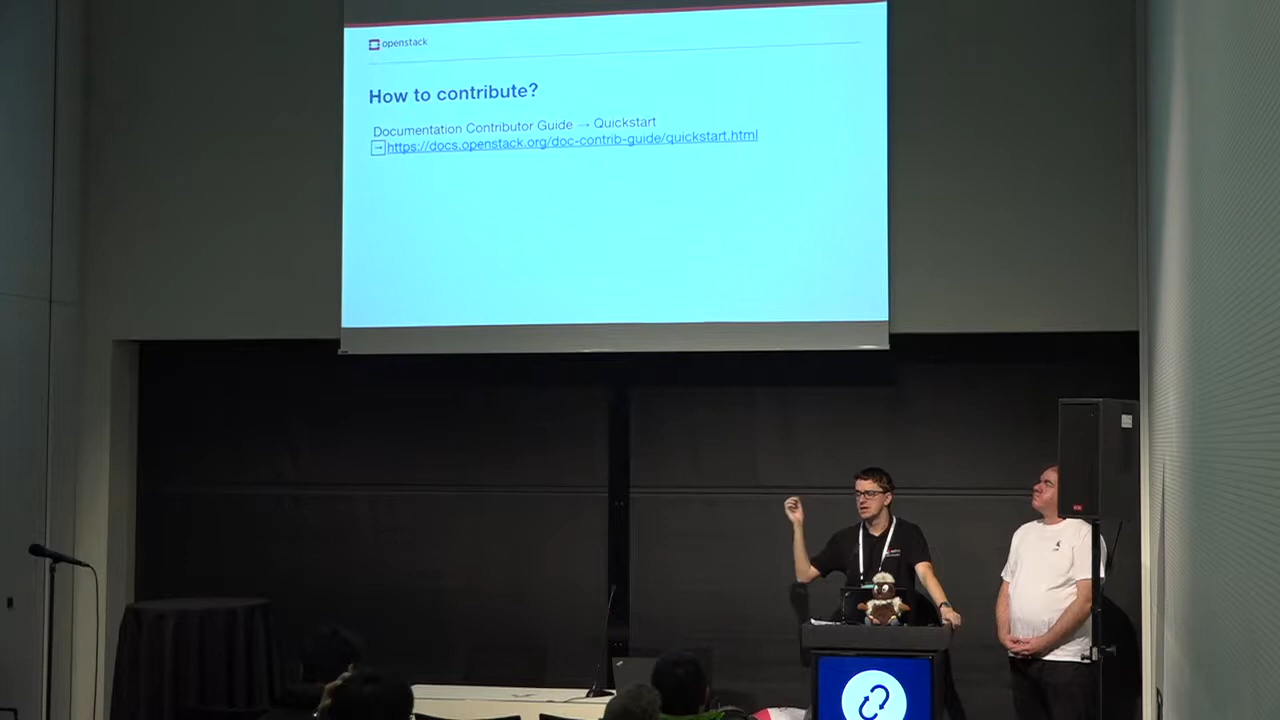 openstack
How to contribute?
Documentation Contributor Guide → Quickstart
→ https://docs.openstack.org/doc-contrib-guide/quickstart.html